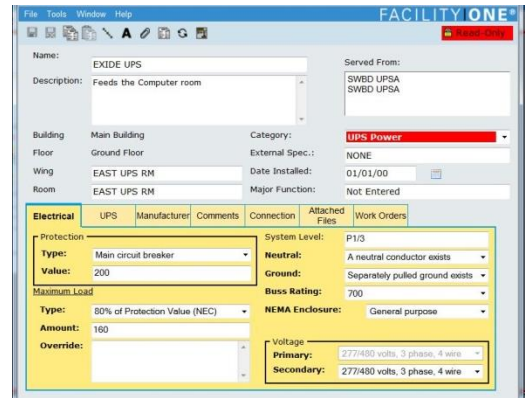 File Tools Window Help FACILITYONE®
Read-Only
Name: EXIDE UPS Served From:
SWBD UPSA
SWBD UPSA
Description: Feeds the Computer room
Building Main Building Category: UPS Power
Floor Ground Floor External Spec.: NONE
Wing EAST UPS RM Date Installed: 01/01/00
Room EAST UPS RM Major Function: Not Entered
Electrical UPS Manufacturer Comments Connection Attached Files Work Orders
Protection System Level: P1/3
Type: Main circuit breaker Neutral: A neutral conductor exists
Value: 200 Ground: Separately pulled ground exists
Maximum Load Buss Rating: 700
Type: 80% of Protection Value (NEC) NEMA Enclosure: General purpose
Amount: 160
Override: Voltage
Primary: 277/480 volts, 3 phase, 4 wire
Secondary: 277/480 volts, 3 phase, 4 wire